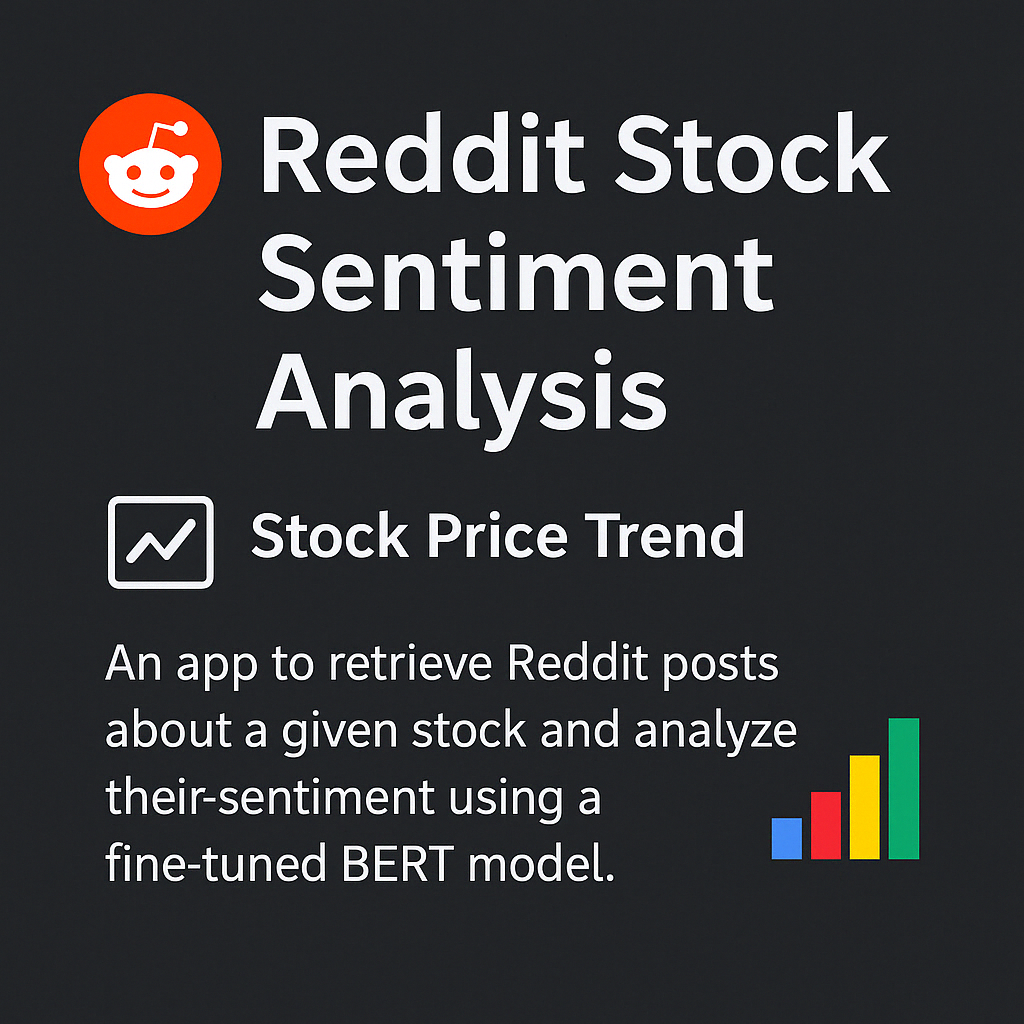 Reddit Stock
Sentiment
Analysis
Stock Price Trend
An app to retrieve Reddit posts
about a given stock and analyze
their-sentiment using a
fine-tuned BERT model.